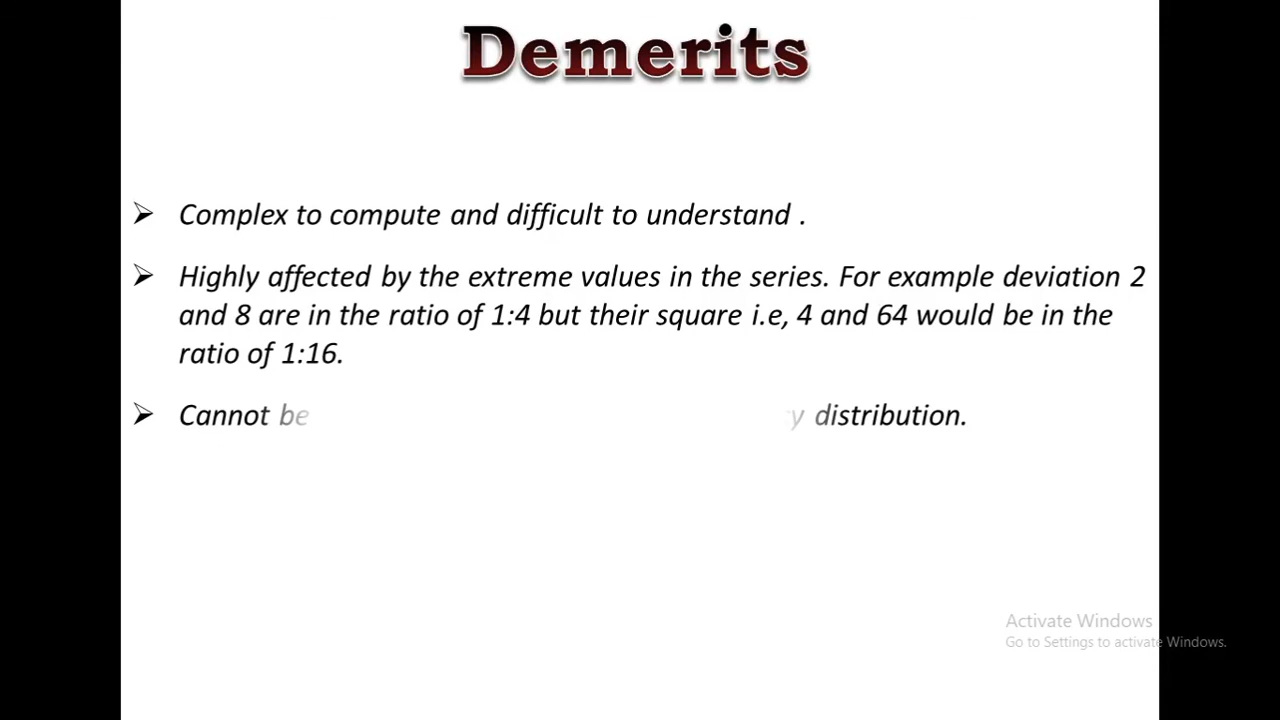 Demerits
➢ Complex to compute and difficult to understand .
➢ Highly affected by the extreme values in the series. For example deviation 2
and 8 are in the ratio of 1:4 but their square i.e, 4 and 64 would be in the
ratio of 1:16.
➢ Cannot be distribution.
Activate Windows
Go to Settings to activate Windows.